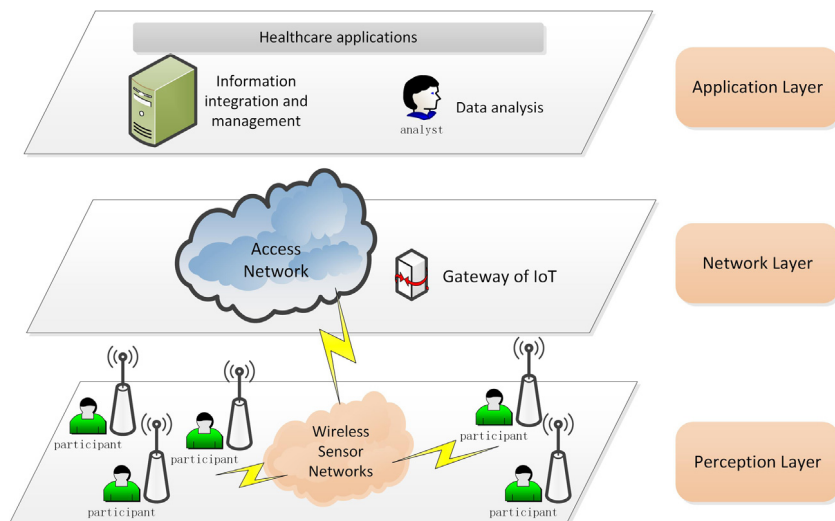 Healthcare applications
Information
integration and
management
analyst
Data analysis
Application Layer
Access
Network
Gateway of IoT
Network Layer
participant
participant
participant
Wireless
Sensor
Networks
participant
participant
Perception Layer